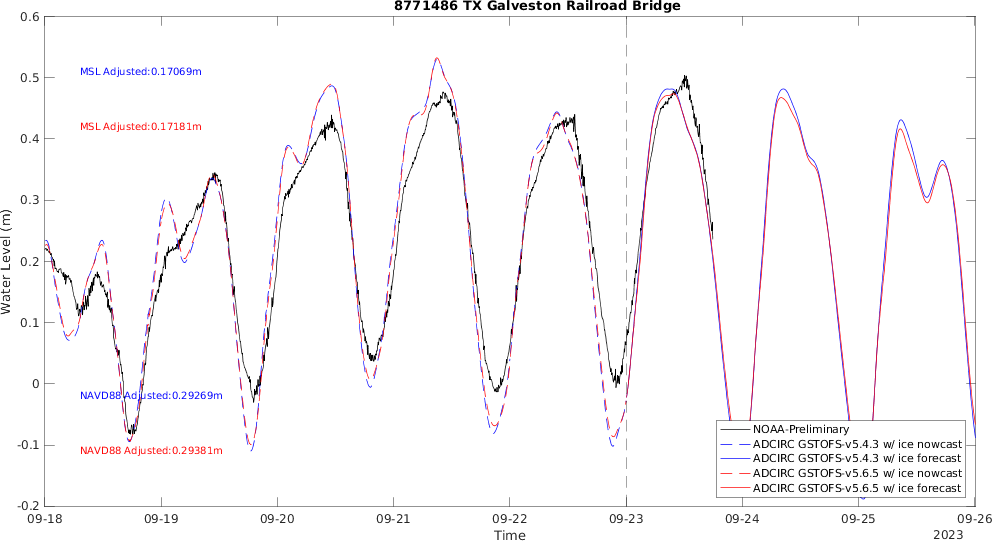 8771486 TX Galveston Railroad Bridge
0.6
0.5
0.4
0.3
0.2
0.1
0
-0.1
-0.2
Water Level (m)
MSL Adjusted:0.17069m
MSL Adjusted:0.17181m
NAVD88 Adjusted:0.29269m
NAVD88 Adjusted:0.29381m
NOAA-Preliminary
ADCIRC GSTOFS-v5.4.3 w/ ice nowcast
ADCIRC GSTOFS-v5.4.3 w/ ice forecast
ADCIRC GSTOFS-v5.6.5 w/ ice nowcast
ADCIRC GSTOFS-v5.6.5 w/ ice forecast
09-18 09-19 09-20 09-21 09-22 09-23 09-24 09-25 09-26
Time
2023